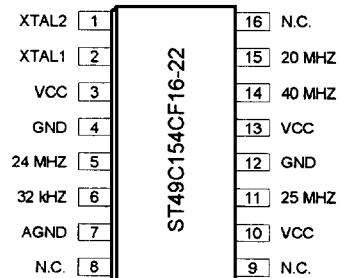 XTAL2 1
XTAL1 2
VCC 3
GND 4
24 MHZ 5
32 kHZ 6
AGND 7
N.C. 8
ST49C154CF16-22
16 N.C.
15 20 MHZ
14 40 MHZ
13 VCC
12 GND
11 25 MHZ
10 VCC
9 N.C.